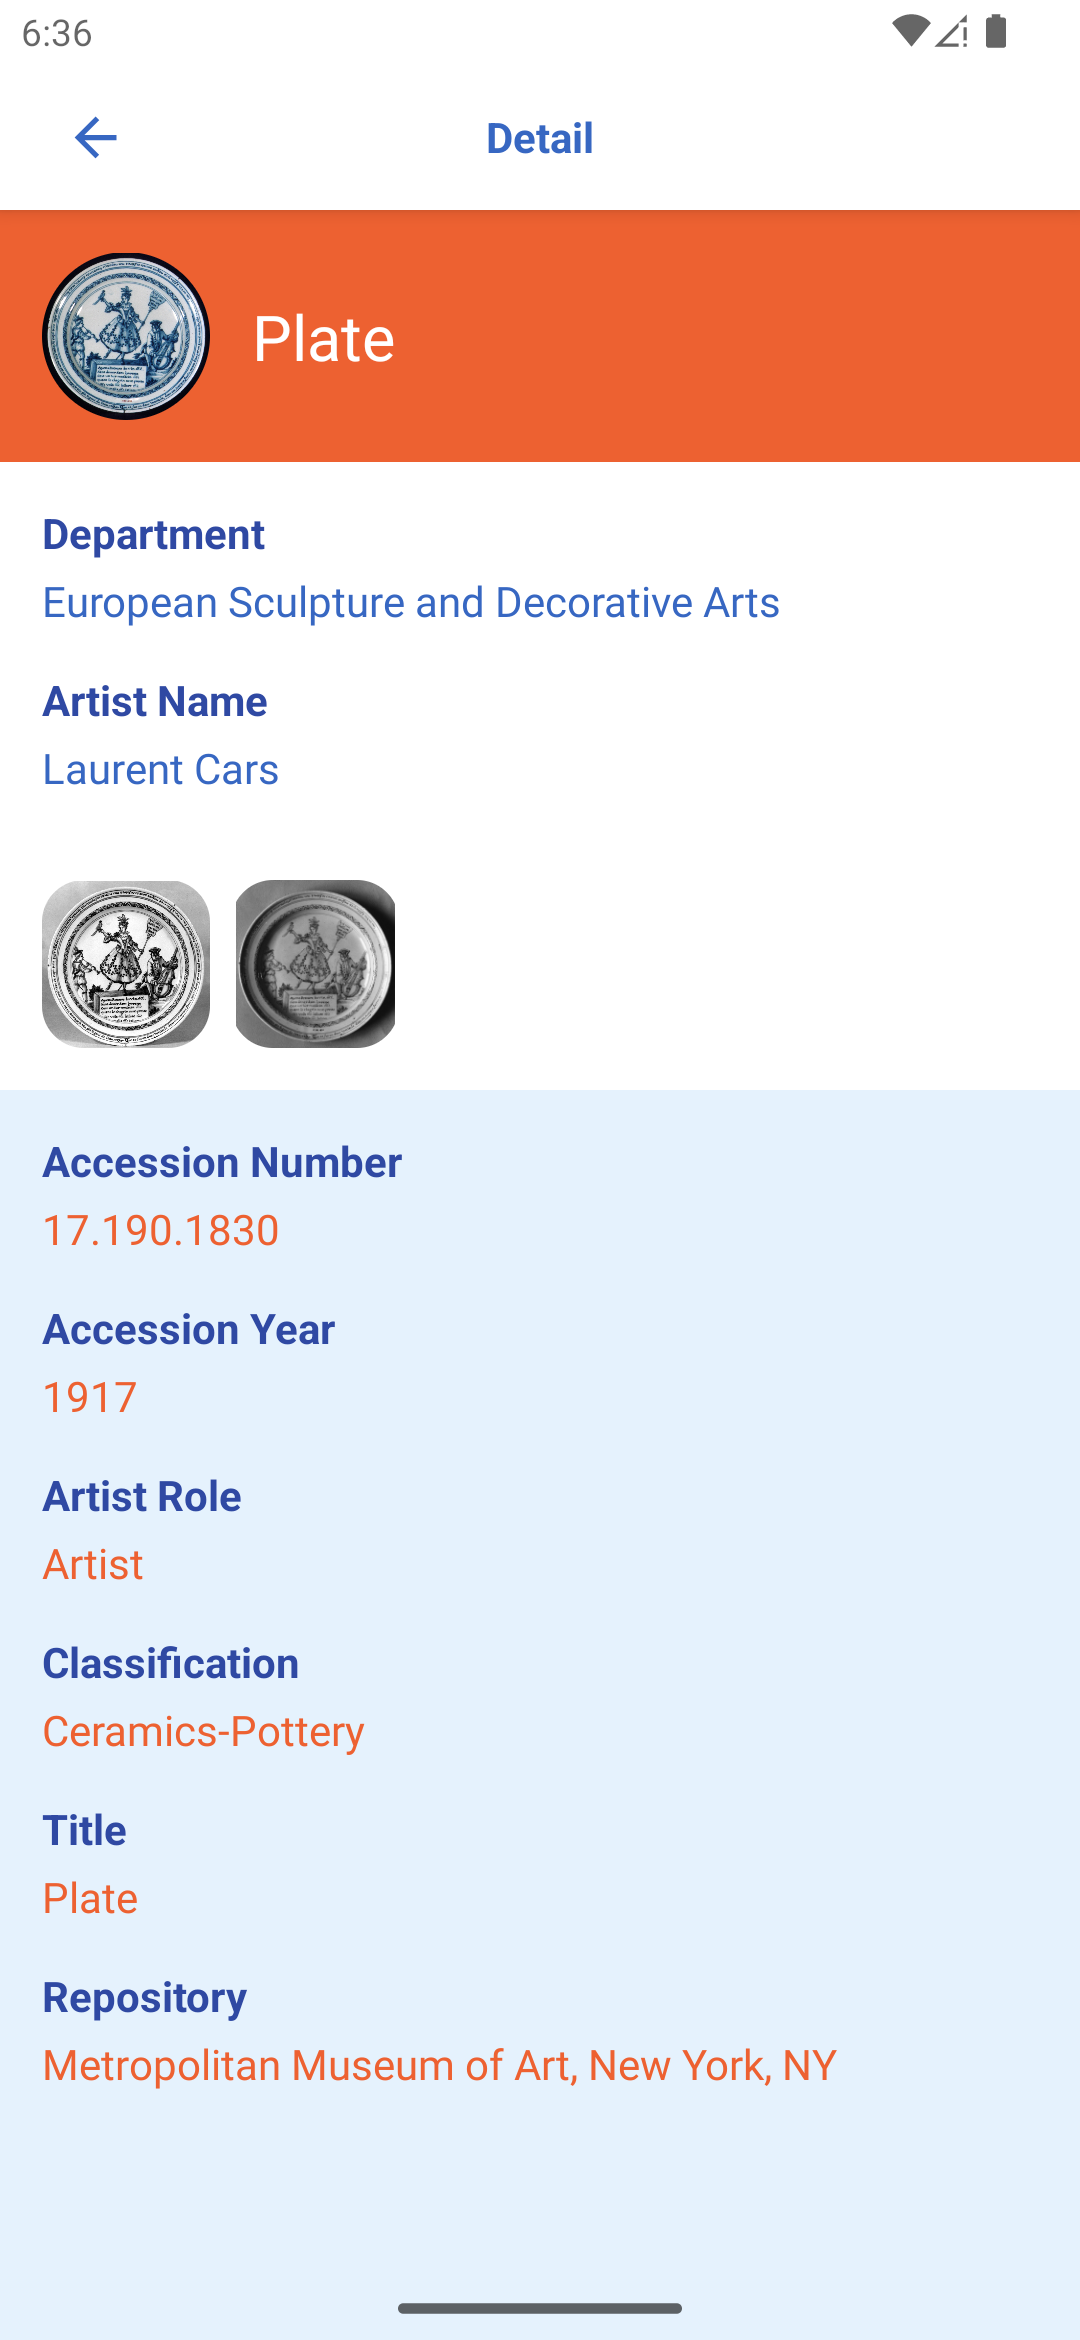 6:36
Detail
Plate
Department
European Sculpture and Decorative Arts
Artist Name
Laurent Cars
Accession Number
17.190.1830
Accession Year
1917
Artist Role
Artist
Classification
Ceramics-Pottery
Title
Plate
Repository
Metropolitan Museum of Art, New York, NY